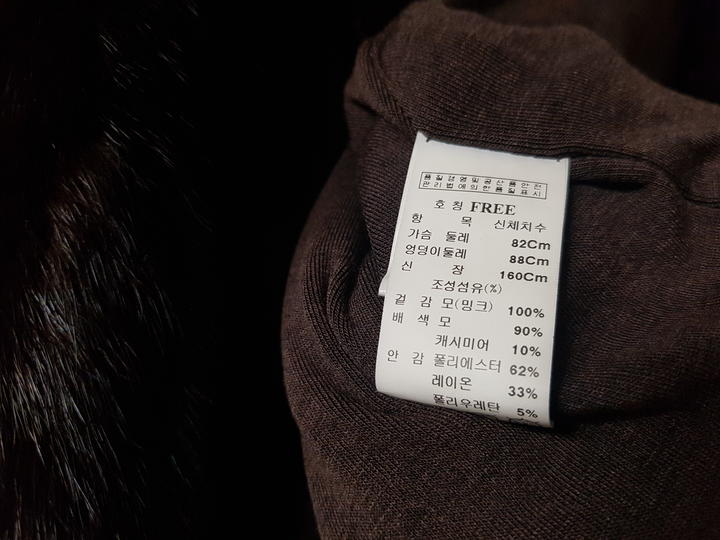 품질경영및공산품안전
관리법에의한품질표시
호칭 FREE
항 목 신체치수
가슴 둘레 82Cm
엉덩이둘레 88Cm
신 장 160Cm
조성섬유(%)
겉 감 모(밍크) 100%
배 색 모 90%
캐시미어 10%
안 감 폴리에스터 62%
레이온 33%
폴리우레탄 5%